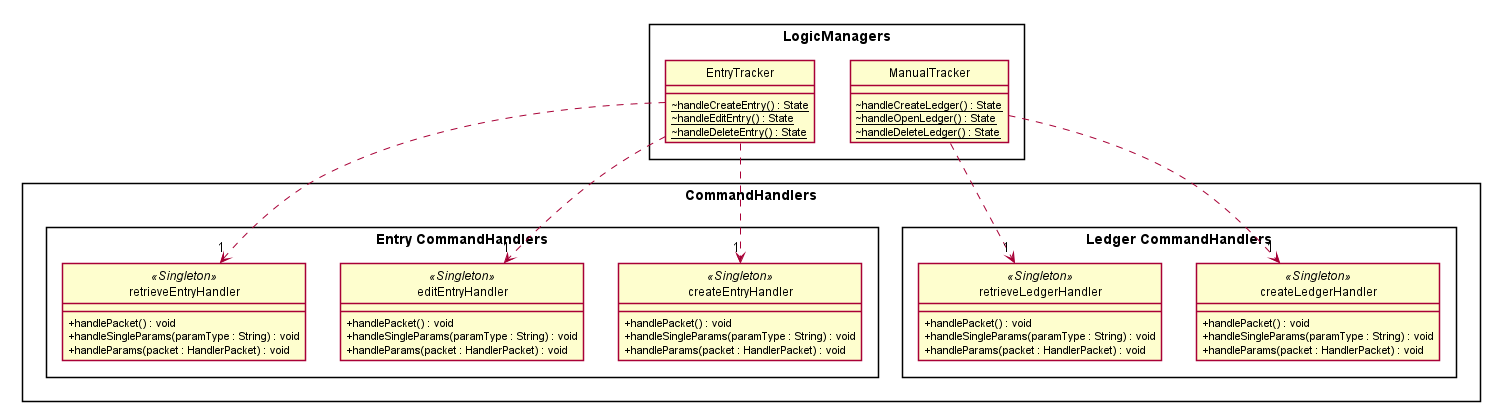 LogicManagers
EntryTracker
~handleCreateEntry() : State
~handleEditEntry() : State
~handleDeleteEntry() : State
ManualTracker
~handleCreateLedger() : State
~handleOpenLedger() : State
~handleDeleteLedger() : State
CommandHandlers
Entry CommandHandlers
1
«Singleton»
retrieveEntryHandler
+handlePacket() : void
+handleSingleParams(paramType : String) : void
+handleParams(packet : HandlerPacket) : void
1
«Singleton»
editEntryHandler
+handlePacket() : void
+handleSingleParams(paramType : String) : void
+handleParams(packet : HandlerPacket) : void
1
«Singleton»
createEntryHandler
+handlePacket() : void
+handleSingleParams(paramType : String) : void
+handleParams(packet : HandlerPacket) : void
Ledger CommandHandlers
1
«Singleton»
retrieveLedgerHandler
+handlePacket() : void
+handleSingleParams(paramType : String) : void
+handleParams(packet : HandlerPacket) : void
1
«Singleton»
createLedgerHandler
+handlePacket() : void
+handleSingleParams(paramType : String) : void
+handleParams(packet : HandlerPacket) : void